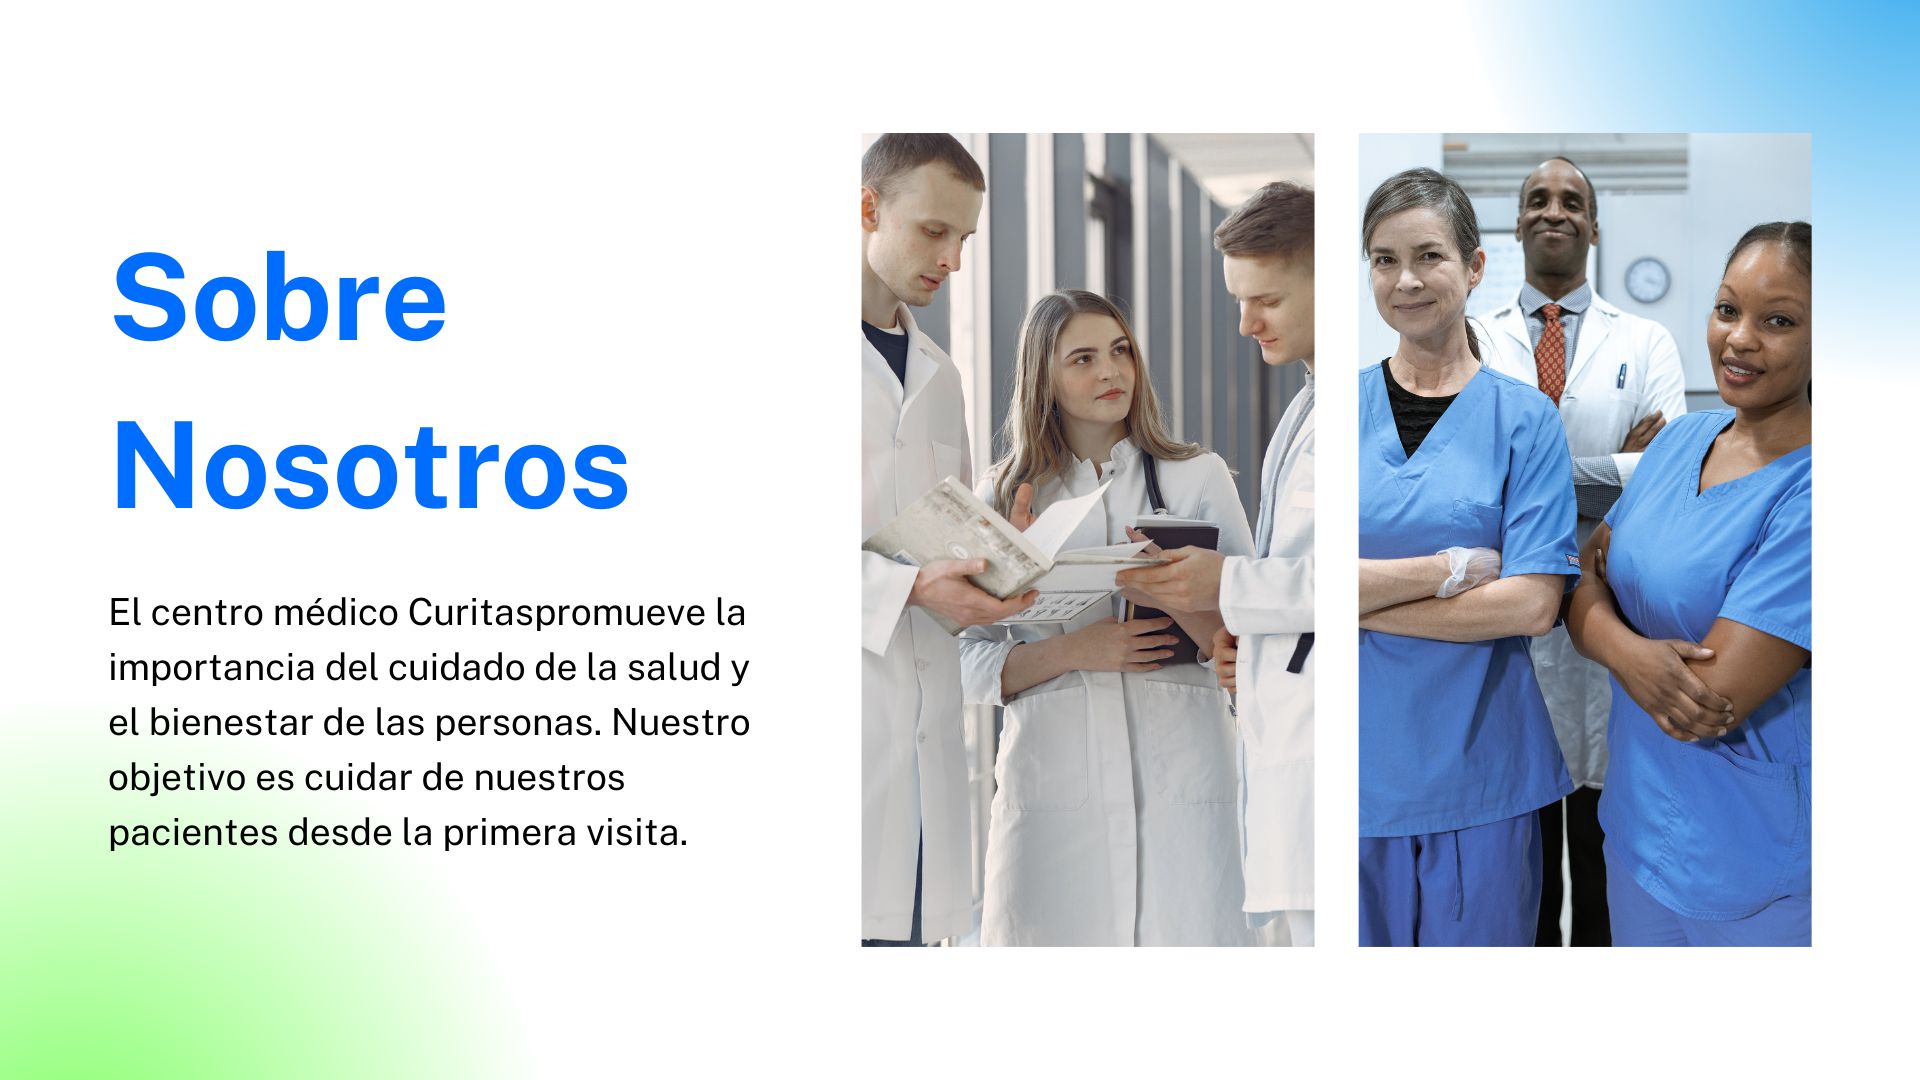 Sobre
Nosotros
El centro médico Curitaspromueve la
importancia del cuidado de la salud y
el bienestar de las personas. Nuestro
objetivo es cuidar de nuestros
pacientes desde la primera visita.